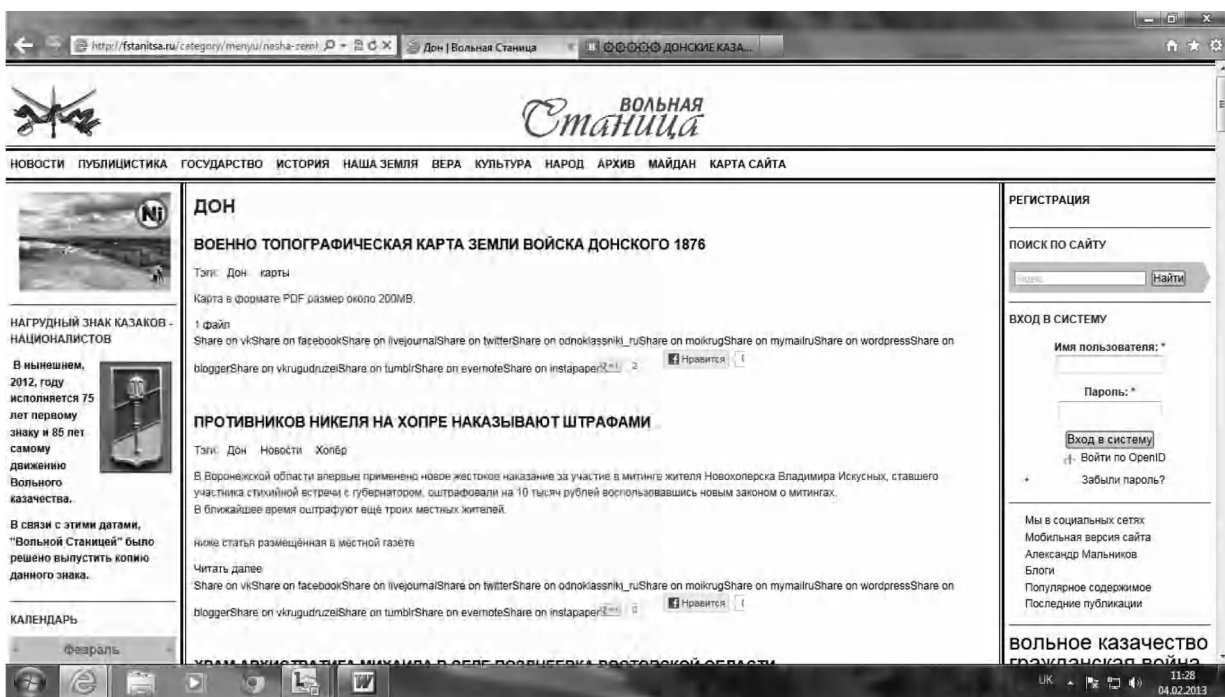 http://fstanitsa.ru/category/menyu/nasha-zeml
Дон | Вольная Станица
ДОНСКИЕ КАЗА...
ВОЛЬНАЯ
Станица
НОВОСТИ ПУБЛИЦИСТИКА ГОСУДАРСТВО ИСТОРИЯ НАША ЗЕМЛЯ ВЕРА КУЛЬТУРА НАРОД АРХИВ МАЙДАН КАРТА САЙТА
Ni
НАГРУДНЫЙ ЗНАК КАЗАКОВ -
НАЦИОНАЛИСТОВ
В нынешнем,
2012, году
исполняется 75
лет первому
знаку и 85 лет
самому
движению
Вольного
казачества.
В связи с этими датами,
"Вольной Станицей" было
решено выпустить копию
данного знака.
КАЛЕНДАРЬ
Февраль
ДОН
ВОЕННО ТОПОГРАФИЧЕСКАЯ КАРТА ЗЕМЛИ ВОЙСКА ДОНСКОГО 1876
Тэги: Дон карты
Карта в формате PDF размер около 200MB.
1 файл
Share on vkShare on facebookShare on livejournalShare on twitterShare on odnoklassniki_ruShare on moikrugShare on mymailruShare on wordpressShare on
bloggerShare on vkrugudruzeiShare on tumblrShare on evernoteShare on instapaper 2 Нравится
ПРОТИВНИКОВ НИКЕЛЯ НА ХОПРЕ НАКАЗЫВАЮТ ШТРАФАМИ
Тэги: Дон Новости Хопёр
В Воронежской области впервые применено новое жестокое наказание за участие в митинге жителя Новохоперска Владимира Искусных, ставшего
участника стихийной встречи с губернатором, оштрафовали на 10 тысяч рублей воспользовавшись новым законом о митингах.
В ближайшее время оштрафуют ещё троих местных жителей.
ниже статья размещённая в местной газете
Читать далее
Share on vkShare on facebookShare on livejournalShare on twitterShare on odnoklassniki_ruShare on moikrugShare on mymailruShare on wordpressShare on
bloggerShare on vkrugudruzeiShare on tumblrShare on evernoteShare on instapaper 0 Нравится
ХРАМ АРХИСТРАТИГА МИХАИЛА В СЕЛЕ ОБЛАСТИ
РЕГИСТРАЦИЯ
ПОИСК ПО САЙТУ
Найти
ВХОД В СИСТЕМУ
Имя пользователя: *
Пароль: *
Вход в систему
Войти по OpenID
Забыли пароль?
Мы в социальных сетях
Мобильная версия сайта
Александр Мальников
Блоги
Популярное содержимое
Последние публикации
вольное казачество
гражданская война
UK
11:28
04.02.2013